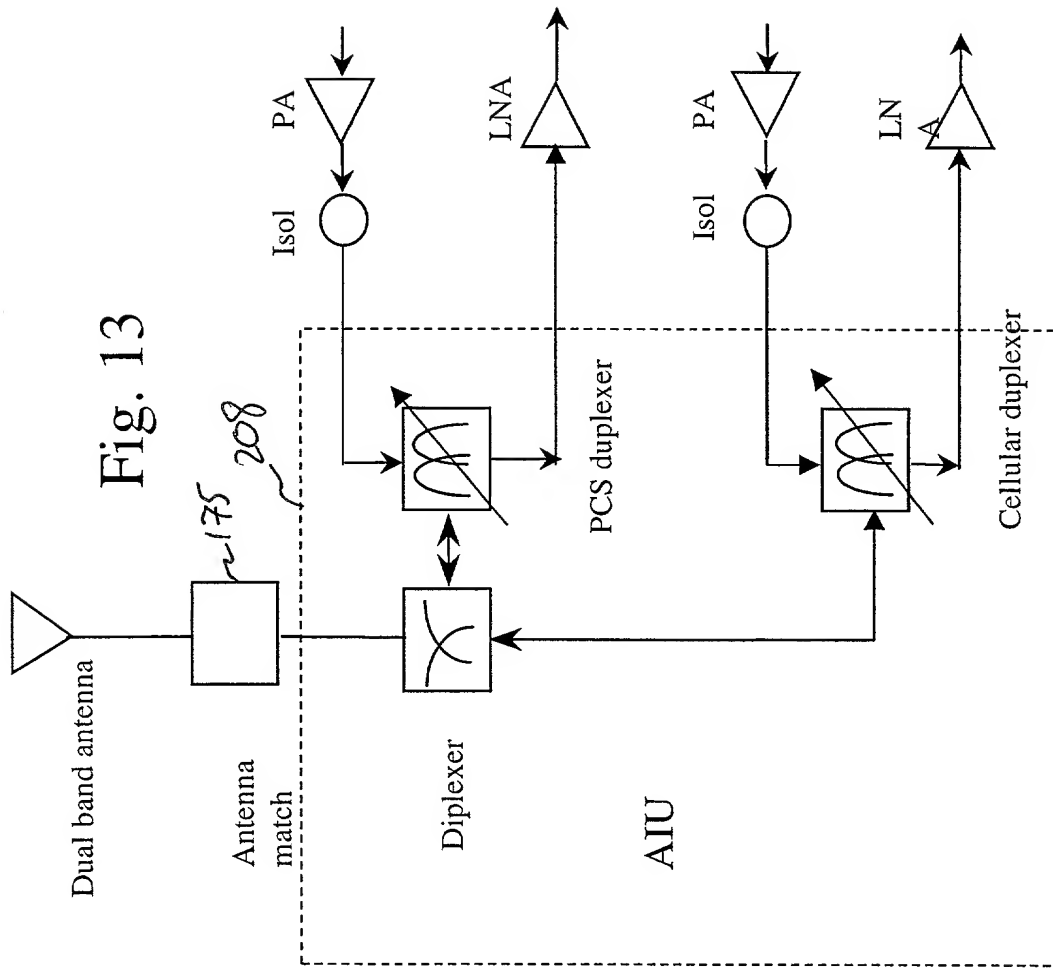 Fig. 13
Dual band antenna
175
Antenna
match
208
Diplexer
PCS duplexer
Isol
PA
LNA
AIU
Cellular duplexer
Isol
PA
LN
A